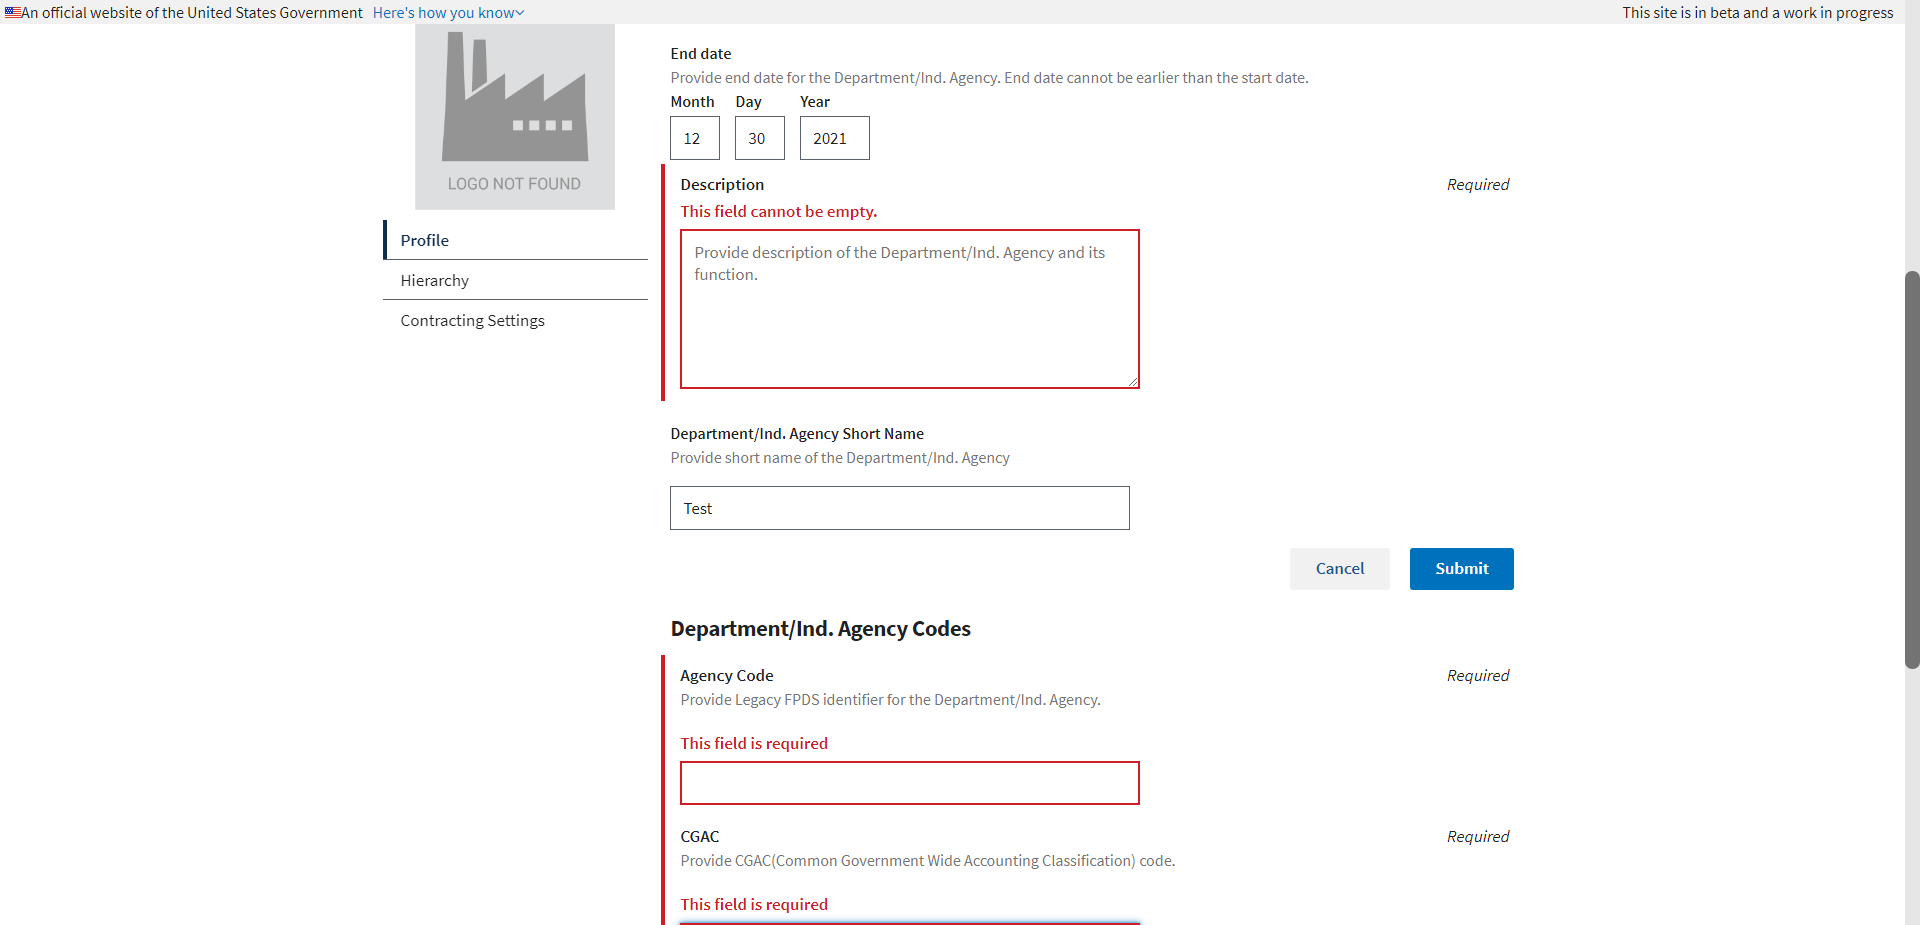 An official website of the United States Government Here's how you know
This site is in beta and a work in progress
LOGO NOT FOUND
Profile
Hierarchy
Contracting Settings
End date
Provide end date for the Department/Ind. Agency. End date cannot be earlier than the start date.
Month Day Year
12 30 2021
Description Required
This field cannot be empty.
Provide description of the Department/Ind. Agency and its
function.
Department/Ind. Agency Short Name
Provide short name of the Department/Ind. Agency
Test
Cancel Submit
Department/Ind. Agency Codes
Agency Code Required
Provide Legacy FPDS identifier for the Department/Ind. Agency.
This field is required
CGAC Required
Provide CGAC(Common Government Wide Accounting Classification) code.
This field is required